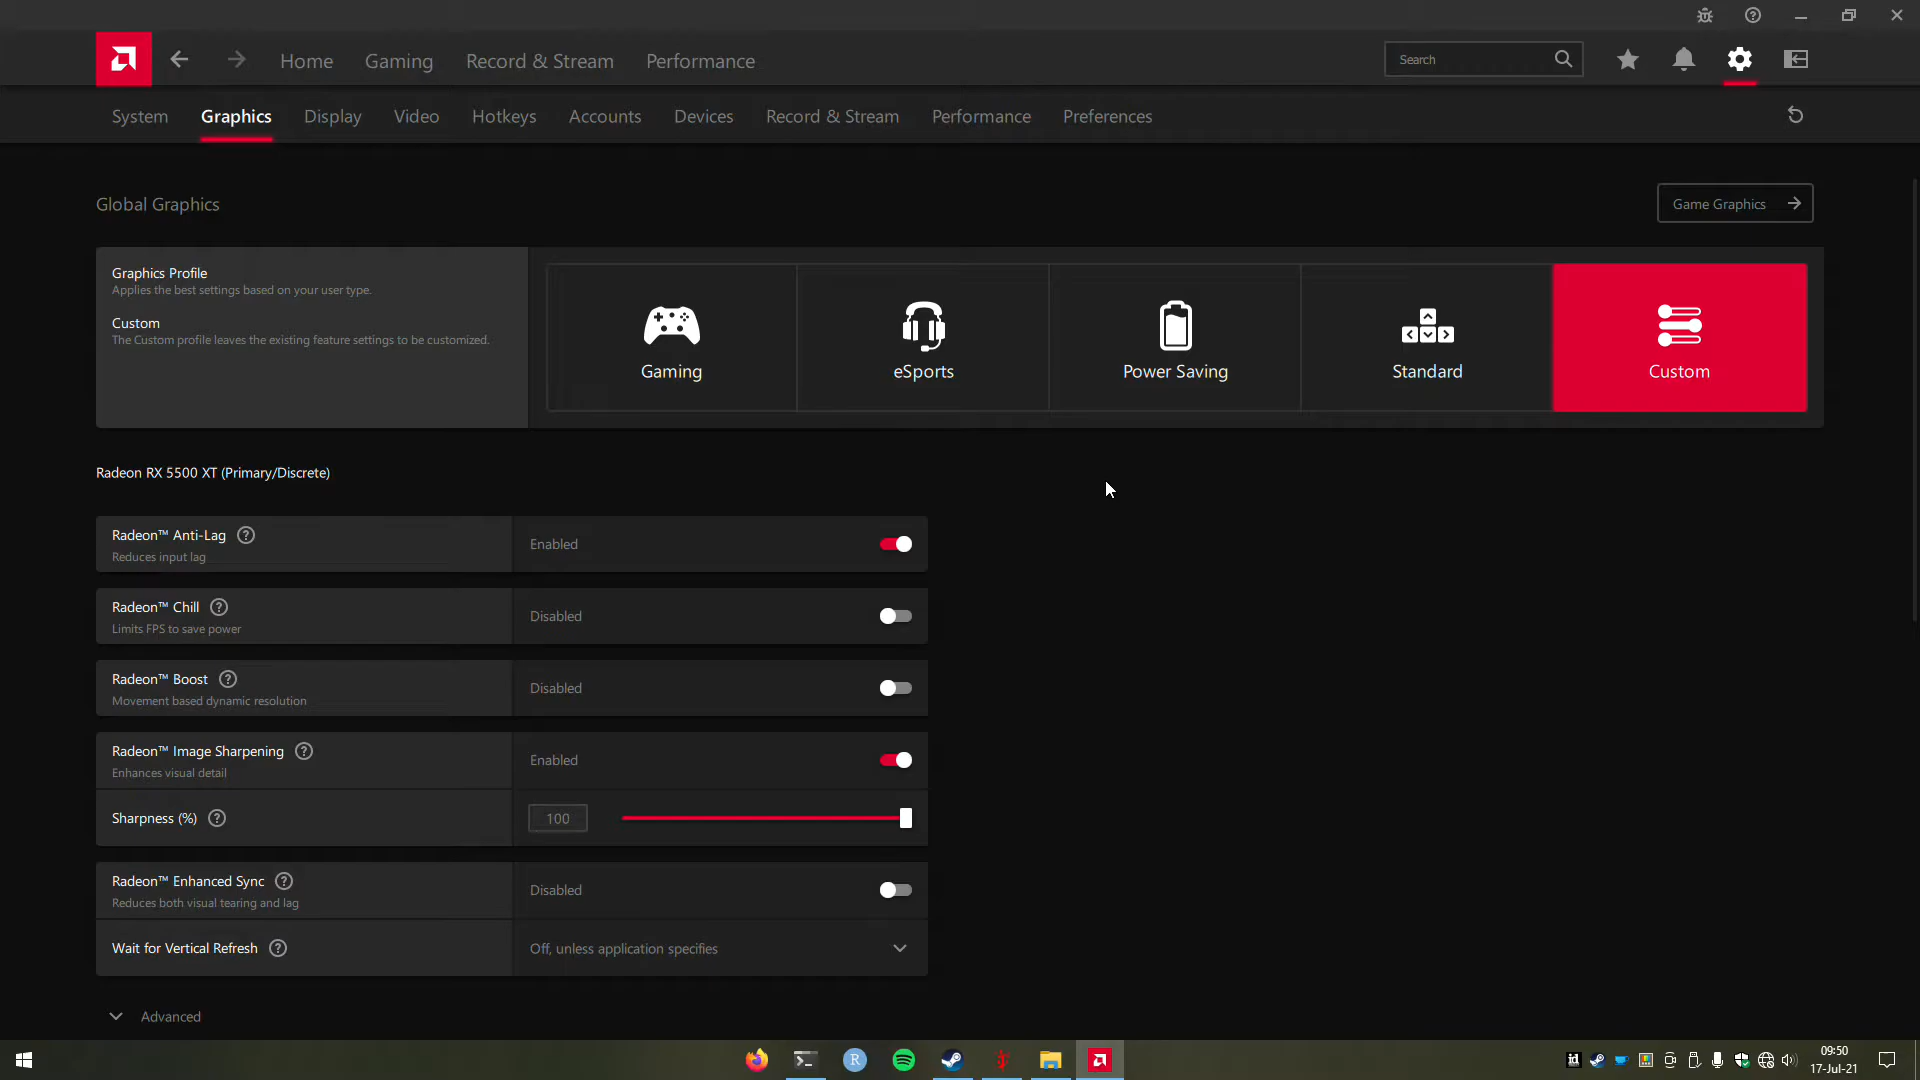 Home Gaming Record & Stream Performance
Search
System Graphics Display Video Hotkeys Accounts Devices Record & Stream Performance Preferences
Global Graphics
Game Graphics
Graphics Profile
Applies the best settings based on your user type.
Custom
The Custom profile leaves the existing feature settings to be customized.
Gaming
eSports
Power Saving
Standard
Custom
Radeon RX 5500 XT (Primary/Discrete)
Radeon™ Anti-Lag ?
Reduces input lag
Enabled
Radeon™ Chill ?
Limits FPS to save power
Disabled
Radeon™ Boost ?
Movement based dynamic resolution
Disabled
Radeon™ Image Sharpening ?
Enhances visual detail
Enabled
Sharpness (%) ?
100
Radeon™ Enhanced Sync ?
Reduces both visual tearing and lag
Disabled
Wait for Vertical Refresh ?
Off, unless application specifies
Advanced
R
id
09:50
17-Jul-21